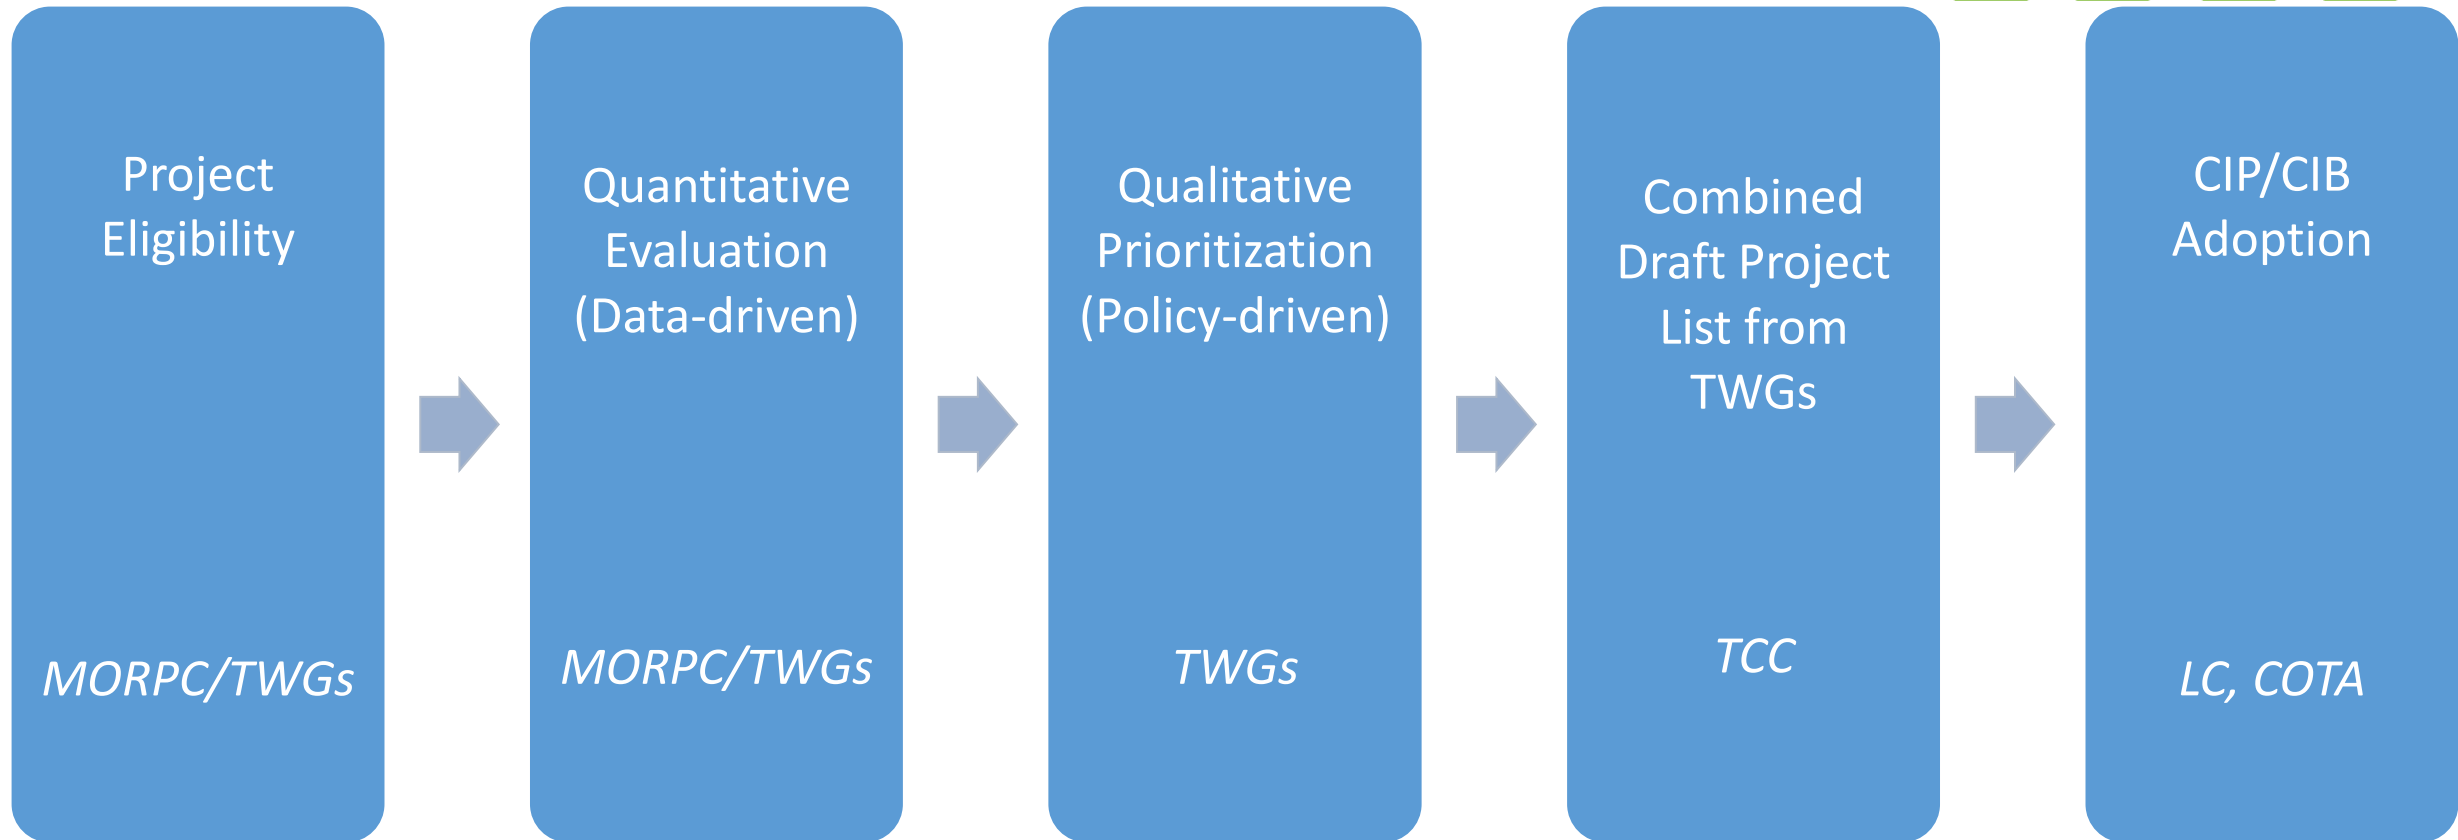 Project
Eligibility
MORPC/TWGs
Quantitative
Evaluation
(Data-driven)
MORPC/TWGs
Qualitative
Prioritization
(Policy-driven)
TWGs
Combined
Draft Project
List from
TWGs
TCC
CIP/CIB
Adoption
LC, COTA